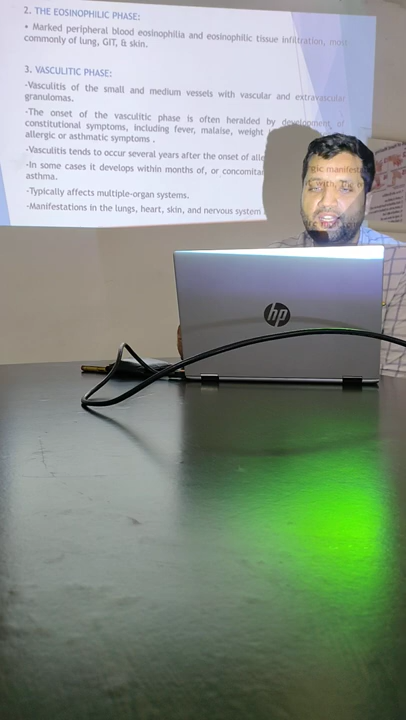 2. THE EOSINOPHILIC PHASE:
• Marked peripheral blood eosinophilia and eosinophilic tissue infiltration, most
commonly of lung, GIT, & skin.
3. VASCULITIC PHASE:
-Vasculitis of the small and medium vessels with vascular and extravascular
granulomas.
-The onset of the vasculitic phase is often heralded by development of
constitutional symptoms, including fever, malaise, weight
allergic or asthmatic symptoms .
-Vasculitis tends to occur several years after the onset of alle gic manifest
-In some cases it develops within months of, or concomita
asthma.
-Typically affects multiple-organ systems.
-Manifestations in the lungs, heart, skin, and nervous system
hp